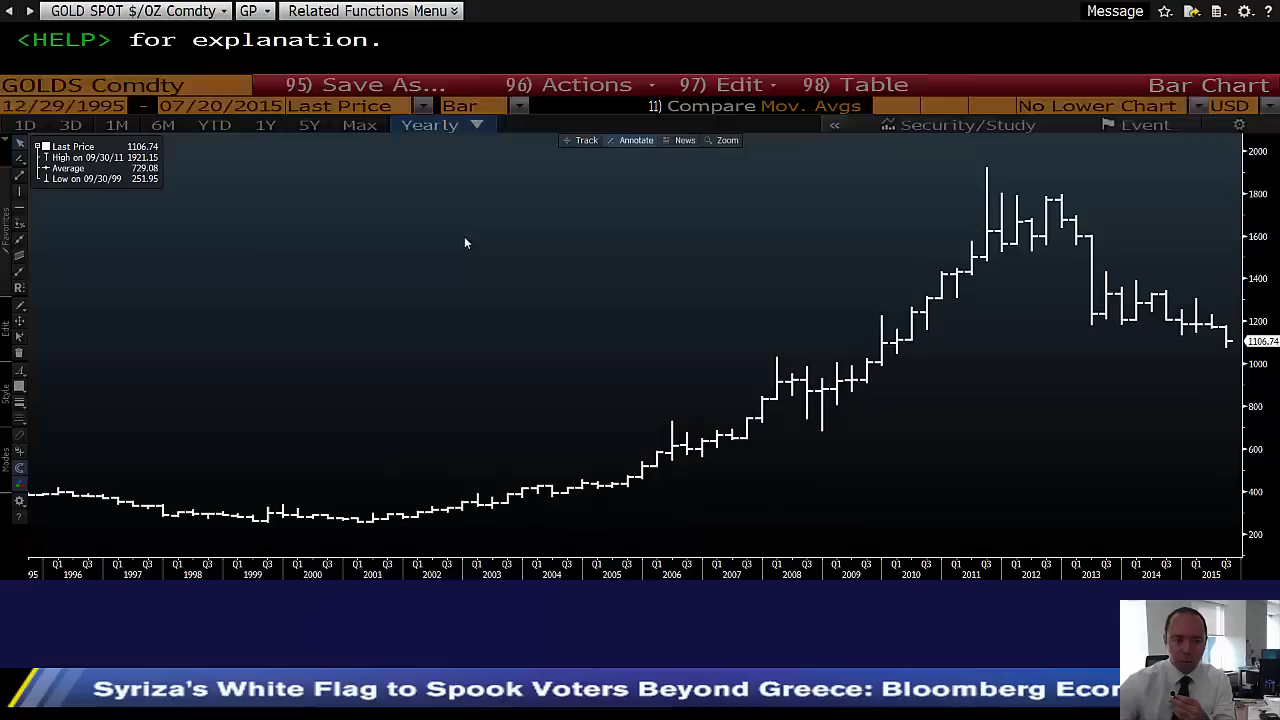 GOLD SPOT $/OZ Comdty GP Related Functions Menu Message ?
<HELP> for explanation.
GOLDS Comdty 95) Save As... 96) Actions 97) Edit 98) Table Bar Chart
12/29/1995 - 07/20/2015 Last Price Bar 11) Compare Mov. Avgs No Lower Chart USD
1D 3D 1M 6M YTD 1Y 5Y Max Yearly « Security/Study Event
Track Annotate News Zoom
Last Price 1106.74
High on 09/30/11 1921.15
Average 729.08
Low on 09/30/99 251.95
Favorites
Edit
Style
Modes
2000
1800
1600
1400
1200
1106.74
1000
800
600
400
200
Q1 Q3 Q1 Q3 Q1 Q3 Q1 Q3 Q1 Q3 Q1 Q3 Q1 Q3 Q1 Q3 Q1 Q3 Q1 Q3 Q1 Q3 Q1 Q3 Q1 Q3 Q1 Q3 Q1 Q3 Q1 Q3 Q1 Q3 Q1 Q3 Q1 Q3 Q1 Q3
95 1996 1997 1998 1999 2000 2001 2002 2003 2004 2005 2006 2007 2008 2009 2010 2011 2012 2013 2014 2015
Syriza's White Flag to Spook Voters Beyond Greece: Bloomberg Econ